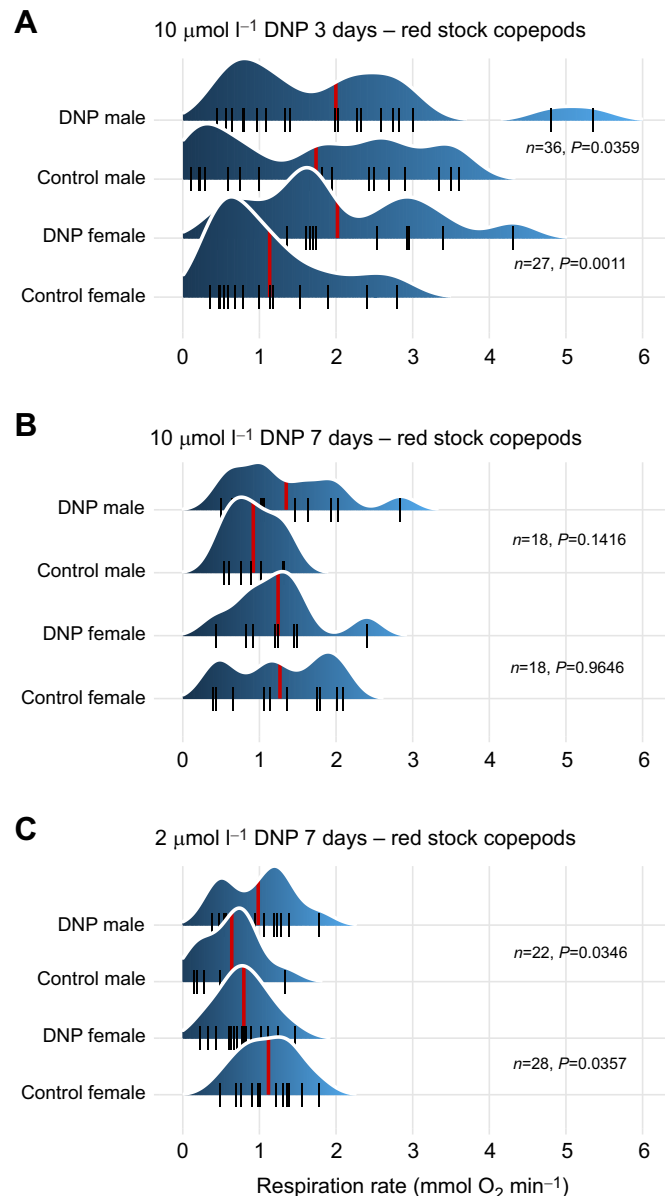 A
10 μmol l⁻¹ DNP 3 days – red stock copepods
DNP male
n=36, P=0.0359
Control male
DNP female
n=27, P=0.0011
Control female
0 1 2 3 4 5 6
B
10 μmol l⁻¹ DNP 7 days – red stock copepods
DNP male
n=18, P=0.1416
Control male
DNP female
n=18, P=0.9646
Control female
0 1 2 3 4 5 6
C
2 μmol l⁻¹ DNP 7 days – red stock copepods
DNP male
n=22, P=0.0346
Control male
DNP female
n=28, P=0.0357
Control female
0 1 2 3 4 5 6
Respiration rate (mmol O₂ min⁻¹)